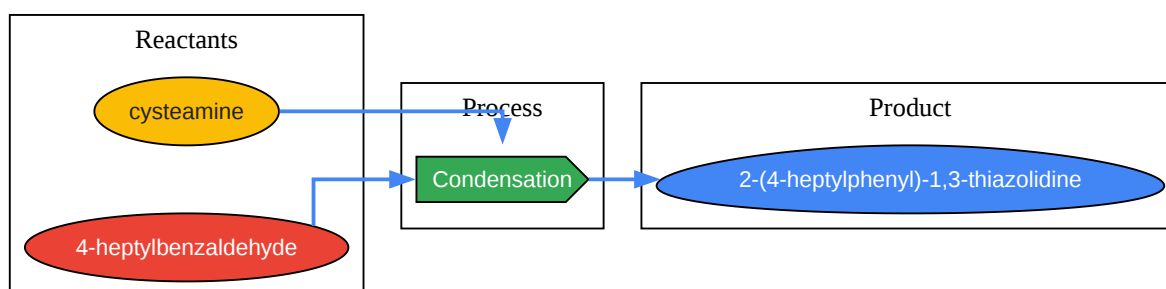 Reactants
cysteamine
4-heptylbenzaldehyde
Process
Condensation
Product
2-(4-heptylphenyl)-1,3-thiazolidine